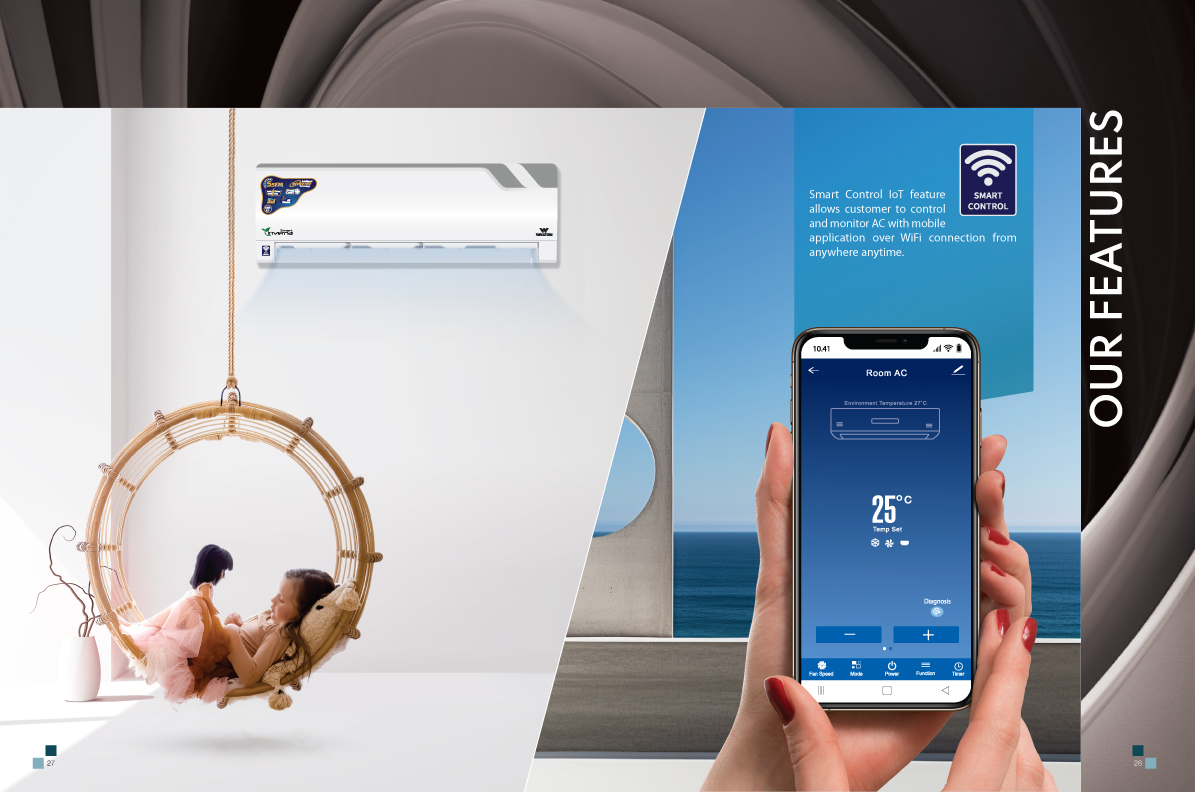 OUR FEATURES
SMART
CONTROL
Smart Control IoT feature
allows customer to control
and monitor AC with mobile
application over WiFi connection from
anywhere anytime.
WALTON
10.41
Room AC
Environment Temperature 27°C
25°C
Temp Set
Diagnosis
− +
Fan Speed Mode Power Function Timer
27
26